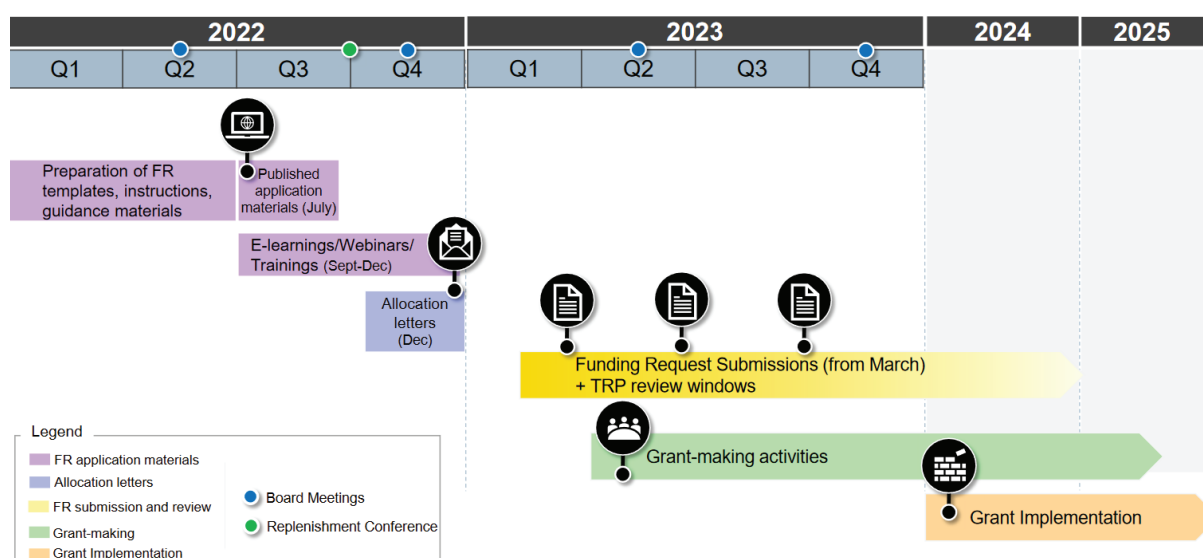 2022
2023
2024
2025
Q1
Q2
Q3
Q4
Q1
Q2
Q3
Q4
Preparation of FR
templates, instructions,
guidance materials
Published
application
materials (July)
E-learnings/Webinars/
Trainings (Sept-Dec)
Allocation
letters
(Dec)
Funding Request Submissions (from March)
+ TRP review windows
Grant-making activities
Grant Implementation
Legend
FR application materials
Allocation letters
FR submission and review
Grant-making
Grant Implementation
Board Meetings
Replenishment Conference